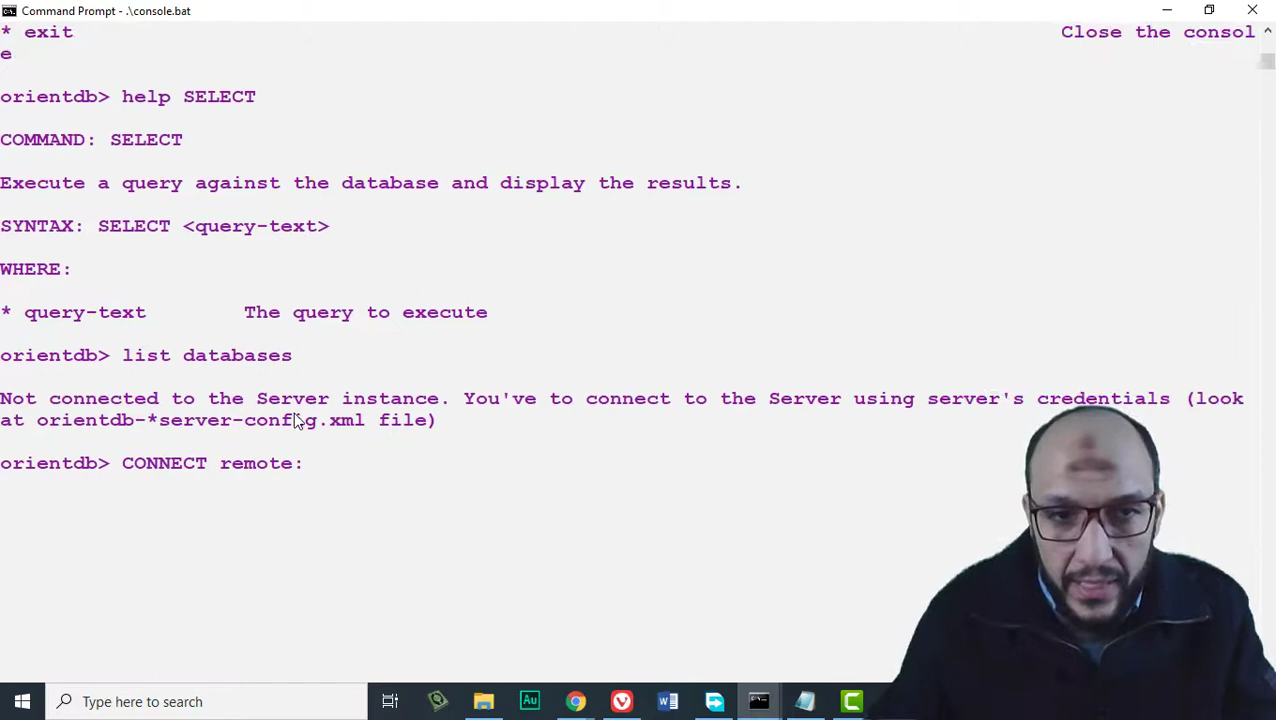 Command Prompt - .\console.bat
* exit Close the consol
e
orientdb> help SELECT
COMMAND: SELECT
Execute a query against the database and display the results.
SYNTAX: SELECT <query-text>
WHERE:
* query-text The query to execute
orientdb> list databases
Not connected to the Server instance. You've to connect to the Server using server's credentials (look
at orientdb-*server-config.xml file)
orientdb> CONNECT remote:
Type here to search
Au
W
C